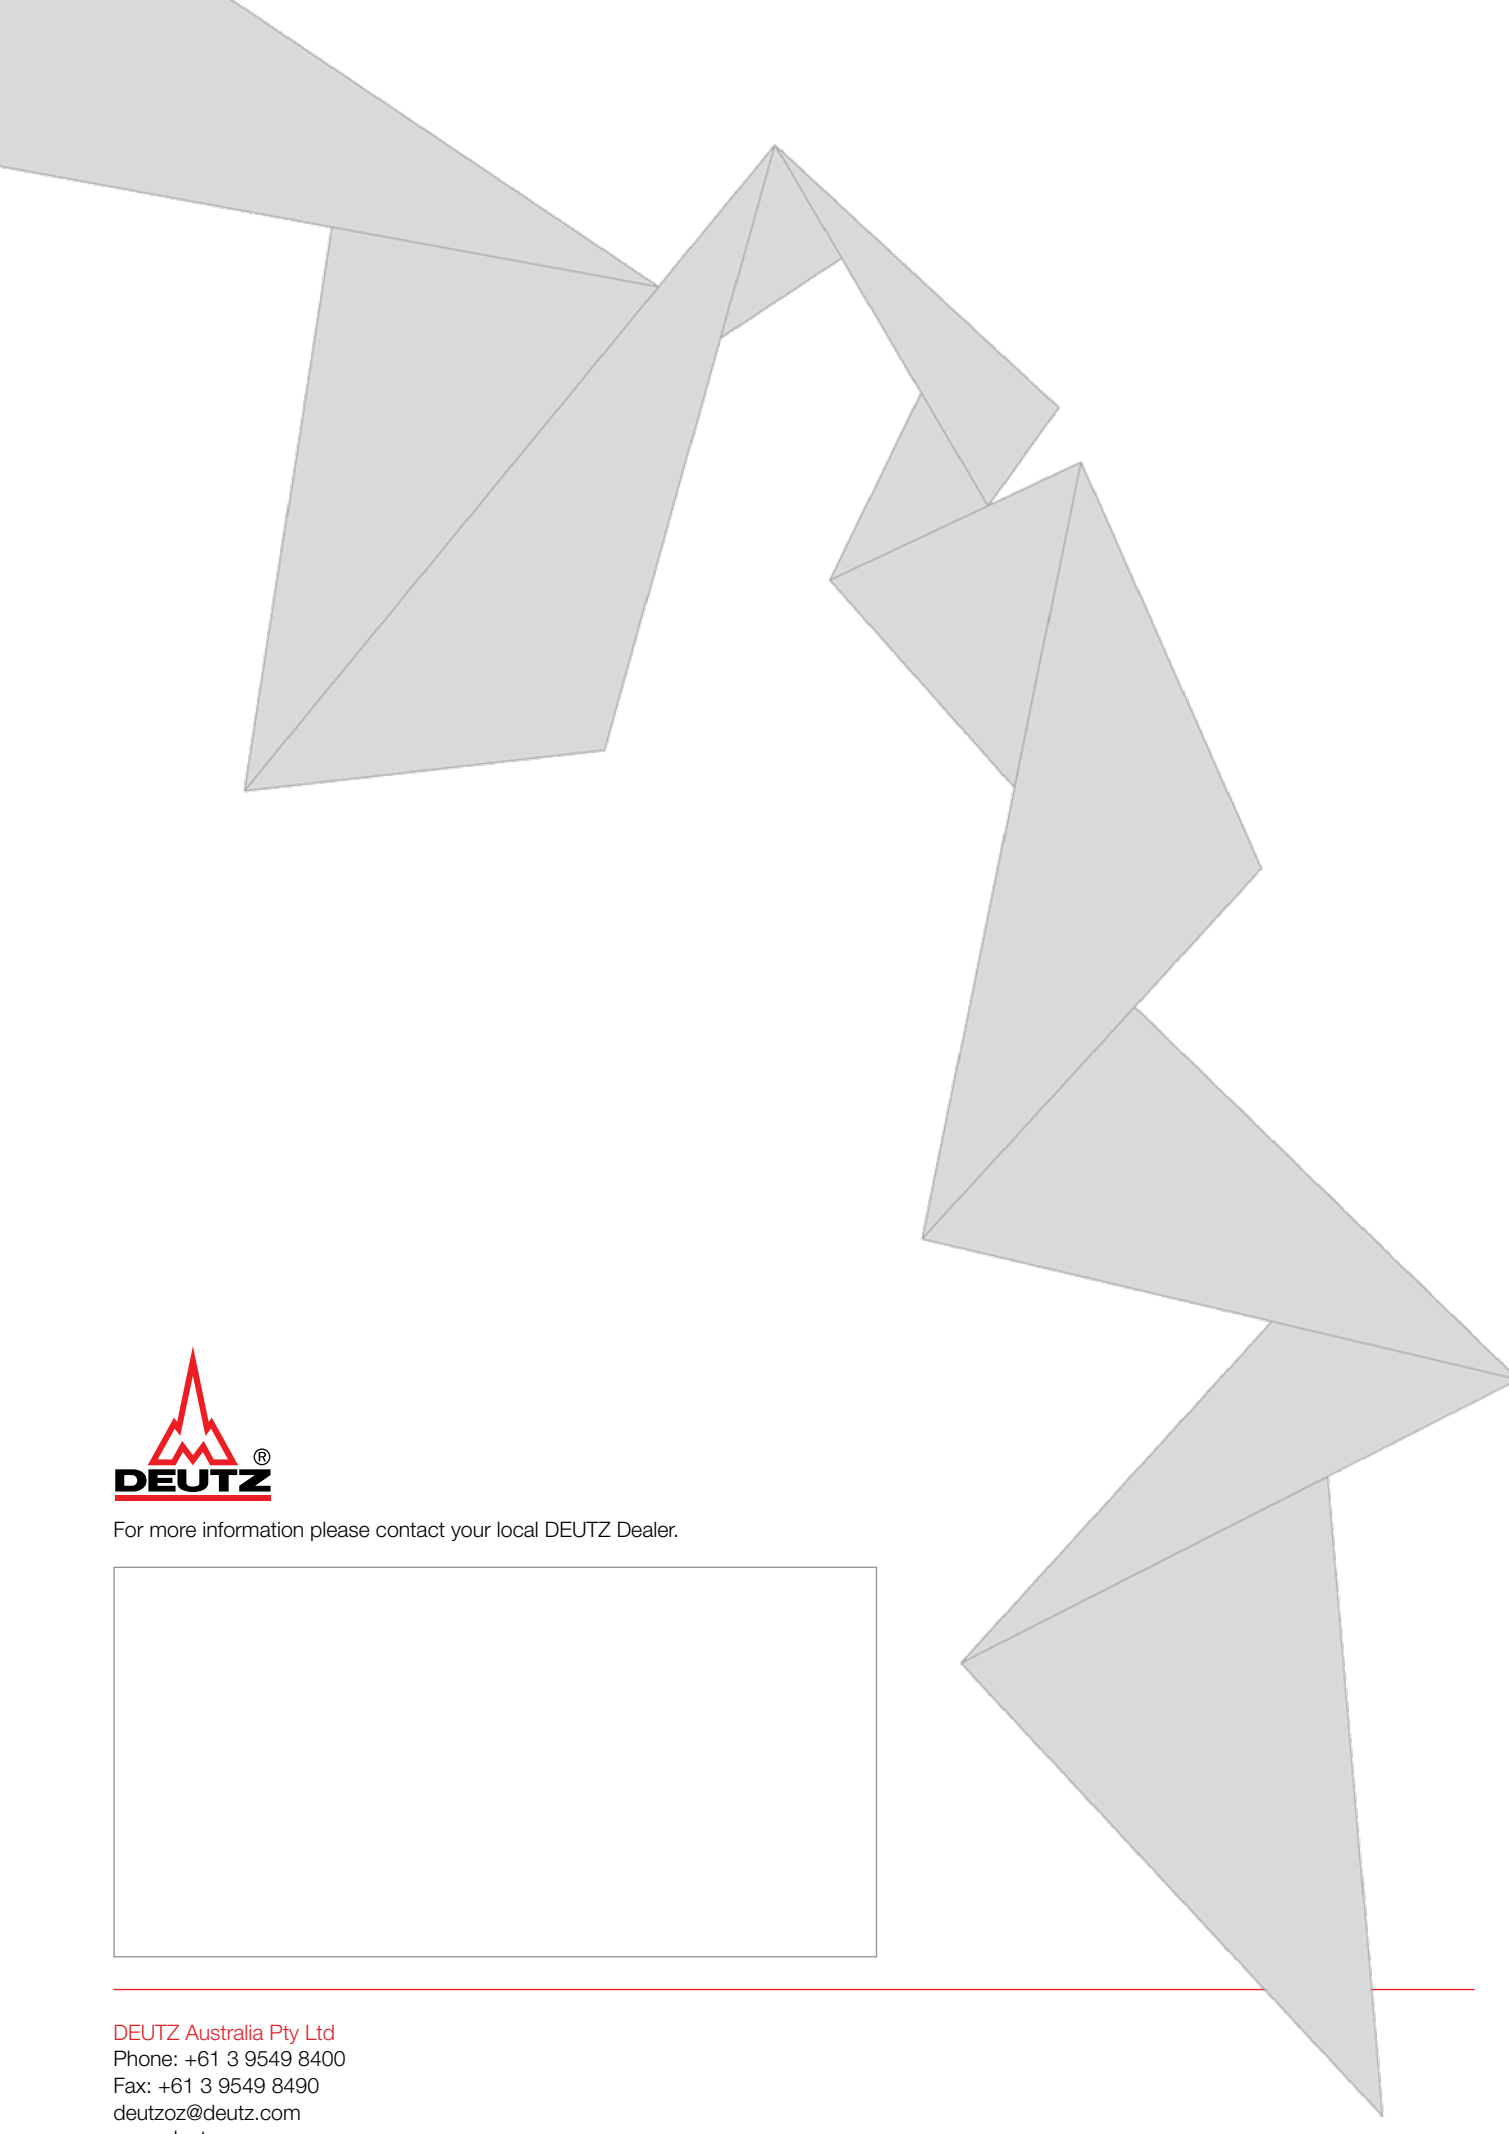 DEUTZ ®
For more information please contact your local DEUTZ Dealer.
DEUTZ Australia Pty Ltd
Phone: +61 3 9549 8400
Fax: +61 3 9549 8490
deutzoz@deutz.com